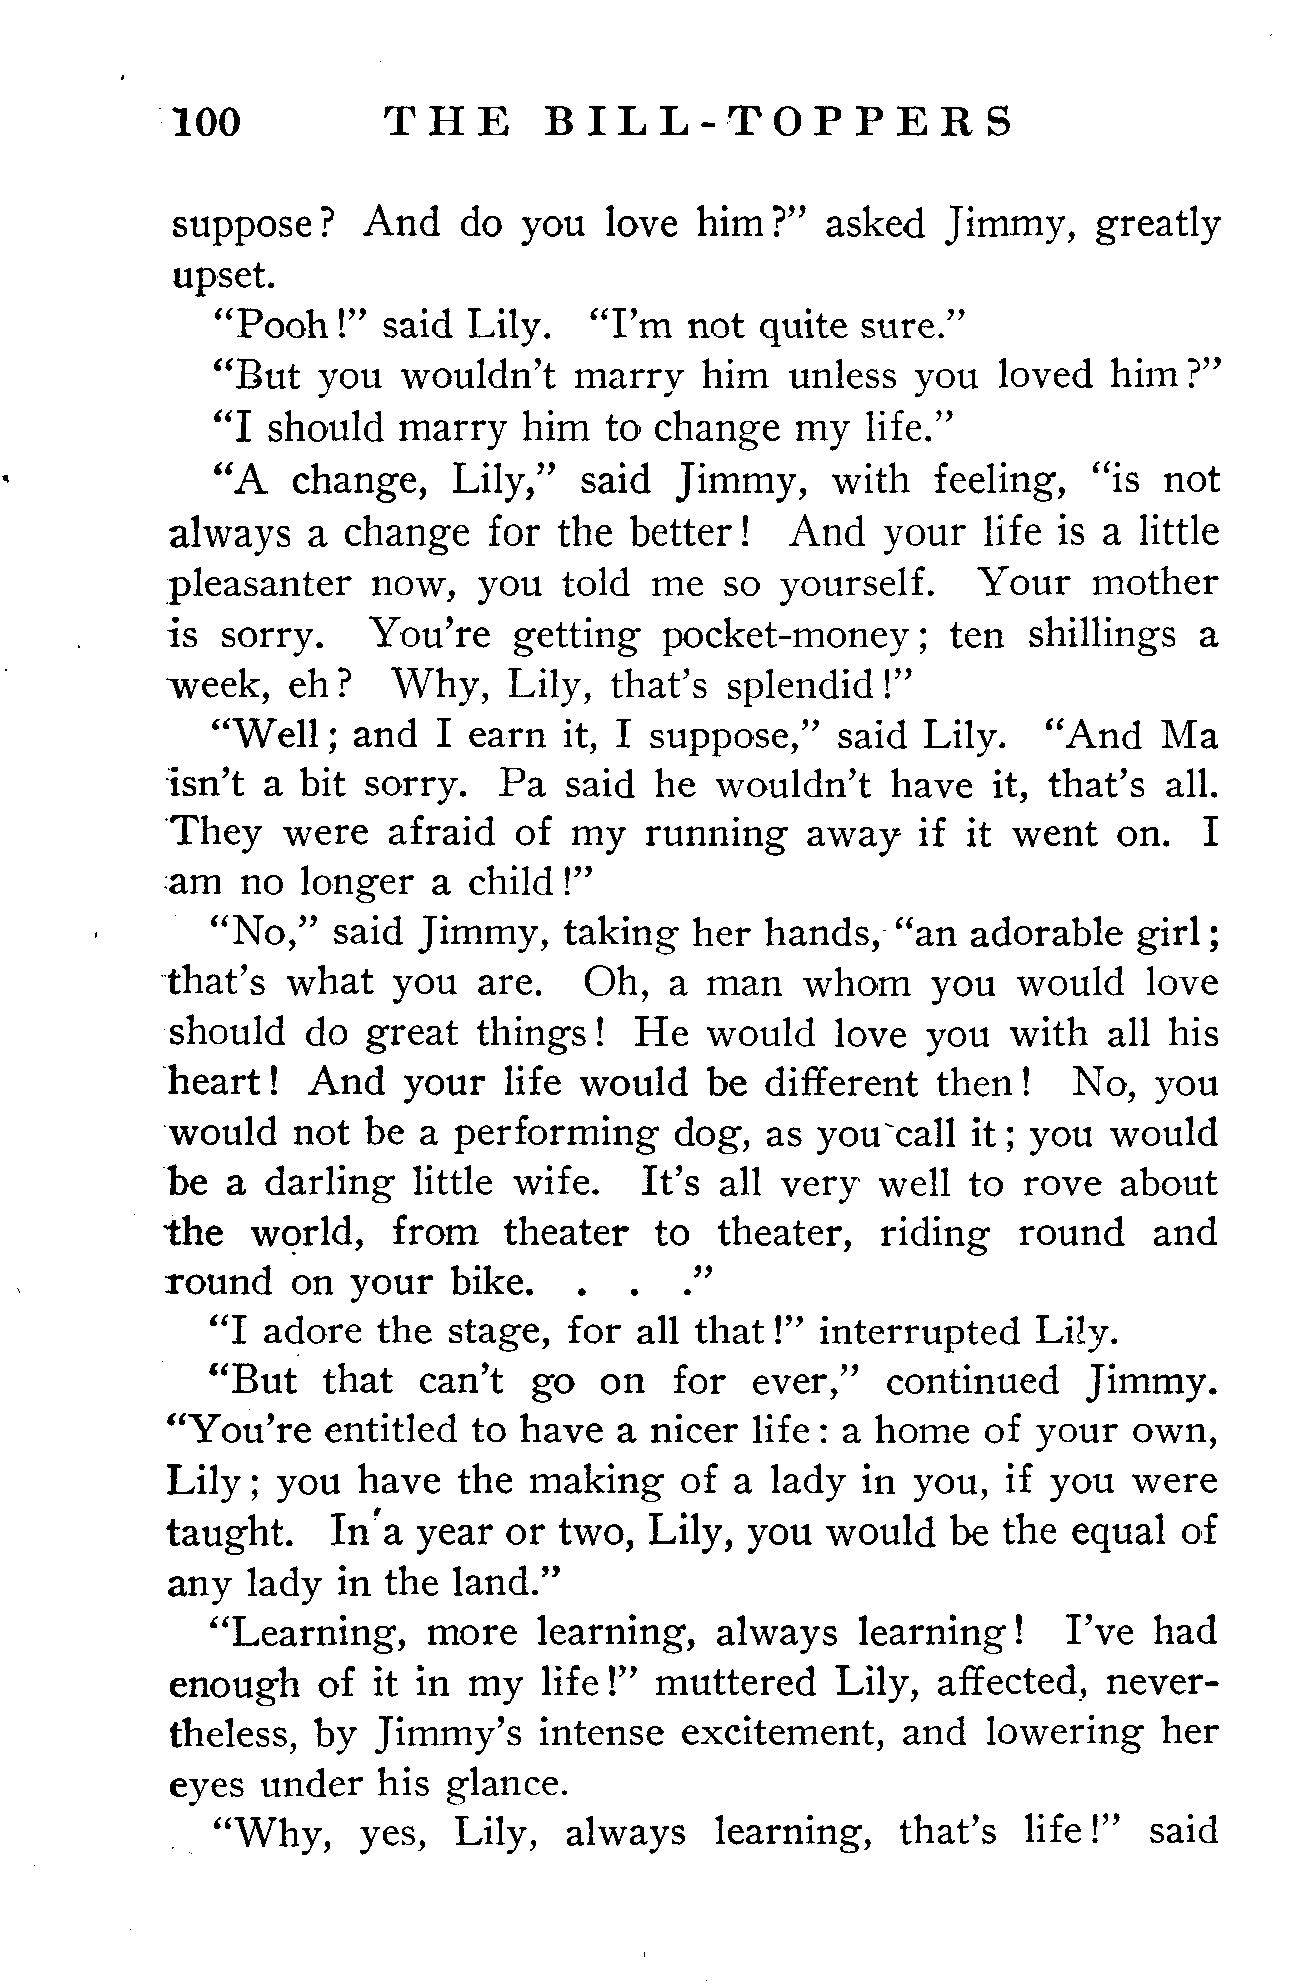 100 THE BILL-TOPPERS
suppose? And do you love him?" asked Jimmy, greatly
upset.
"Pooh!" said Lily. "I'm not quite sure."
"But you wouldn't marry him unless you loved him?"
"I should marry him to change my life."
"A change, Lily," said Jimmy, with feeling, "is not
always a change for the better! And your life is a little
pleasanter now, you told me so yourself. Your mother
is sorry. You're getting pocket-money; ten shillings a
week, eh? Why, Lily, that's splendid!"
"Well; and I earn it, I suppose," said Lily. "And Ma
isn't a bit sorry. Pa said he wouldn't have it, that's all.
They were afraid of my running away if it went on. I
am no longer a child!"
"No," said Jimmy, taking her hands, "an adorable girl;
that's what you are. Oh, a man whom you would love
should do great things! He would love you with all his
heart! And your life would be different then! No, you
would not be a performing dog, as you call it; you would
be a darling little wife. It's all very well to rove about
the world, from theater to theater, riding round and
round on your bike. . . ."
"I adore the stage, for all that!" interrupted Lily.
"But that can't go on for ever," continued Jimmy.
"You're entitled to have a nicer life: a home of your own,
Lily; you have the making of a lady in you, if you were
taught. In a year or two, Lily, you would be the equal of
any lady in the land."
"Learning, more learning, always learning! I've had
enough of it in my life!" muttered Lily, affected, never-
theless, by Jimmy's intense excitement, and lowering her
eyes under his glance.
"Why, yes, Lily, always learning, that's life!" said